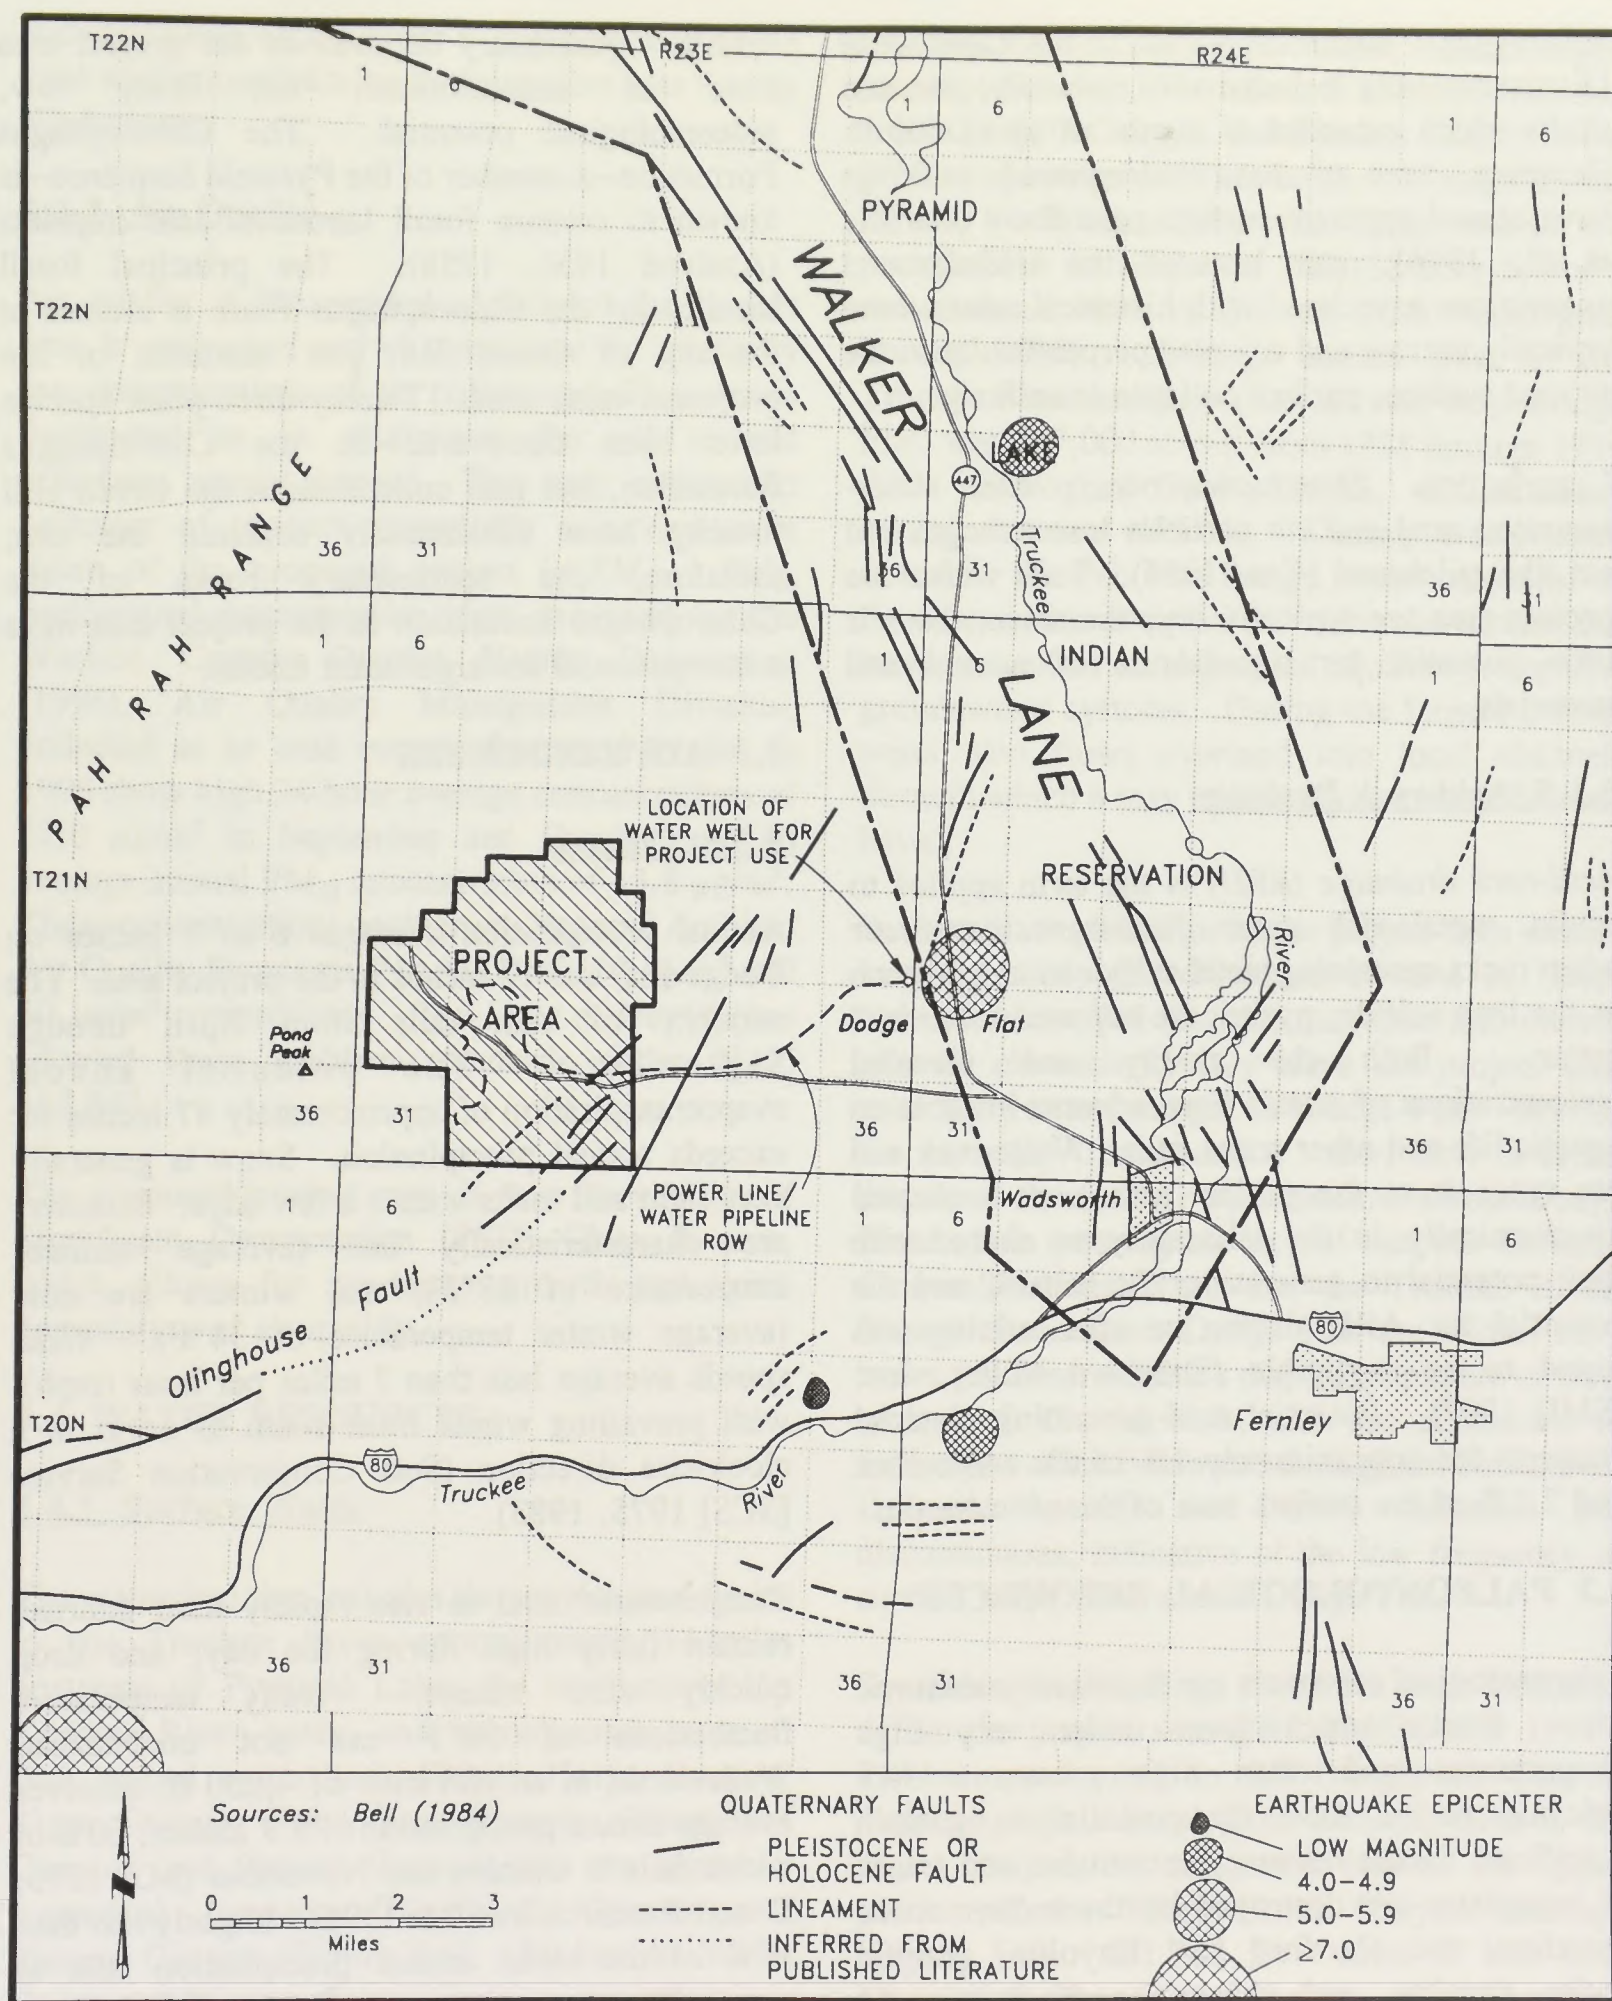 T22N
R23E
R24E
1
6
1
6
1
6
PYRAMID
T22N
WALKER
LAKE
447
PAH RAH RANGE
36
31
36
31
36
31
Truckee
1
6
1
6
INDIAN
1
6
LANE
LOCATION OF
WATER WELL FOR
PROJECT USE
T21N
RESERVATION
PROJECT
AREA
River
Dodge Flat
Pond
Peak
36
31
36
31
36
31
1
6
POWER LINE/
WATER PIPELINE
ROW
1
6
Wadsworth
1
6
Olinghouse Fault
80
T20N
Fernley
80
Truckee
River
36
31
36
31
36
31
Sources: Bell (1984)
N
0 1 2 3
Miles
QUATERNARY FAULTS
PLEISTOCENE OR
HOLOCENE FAULT
LINEAMENT
INFERRED FROM
PUBLISHED LITERATURE
EARTHQUAKE EPICENTER
LOW MAGNITUDE
4.0-4.9
5.0-5.9
≥7.0